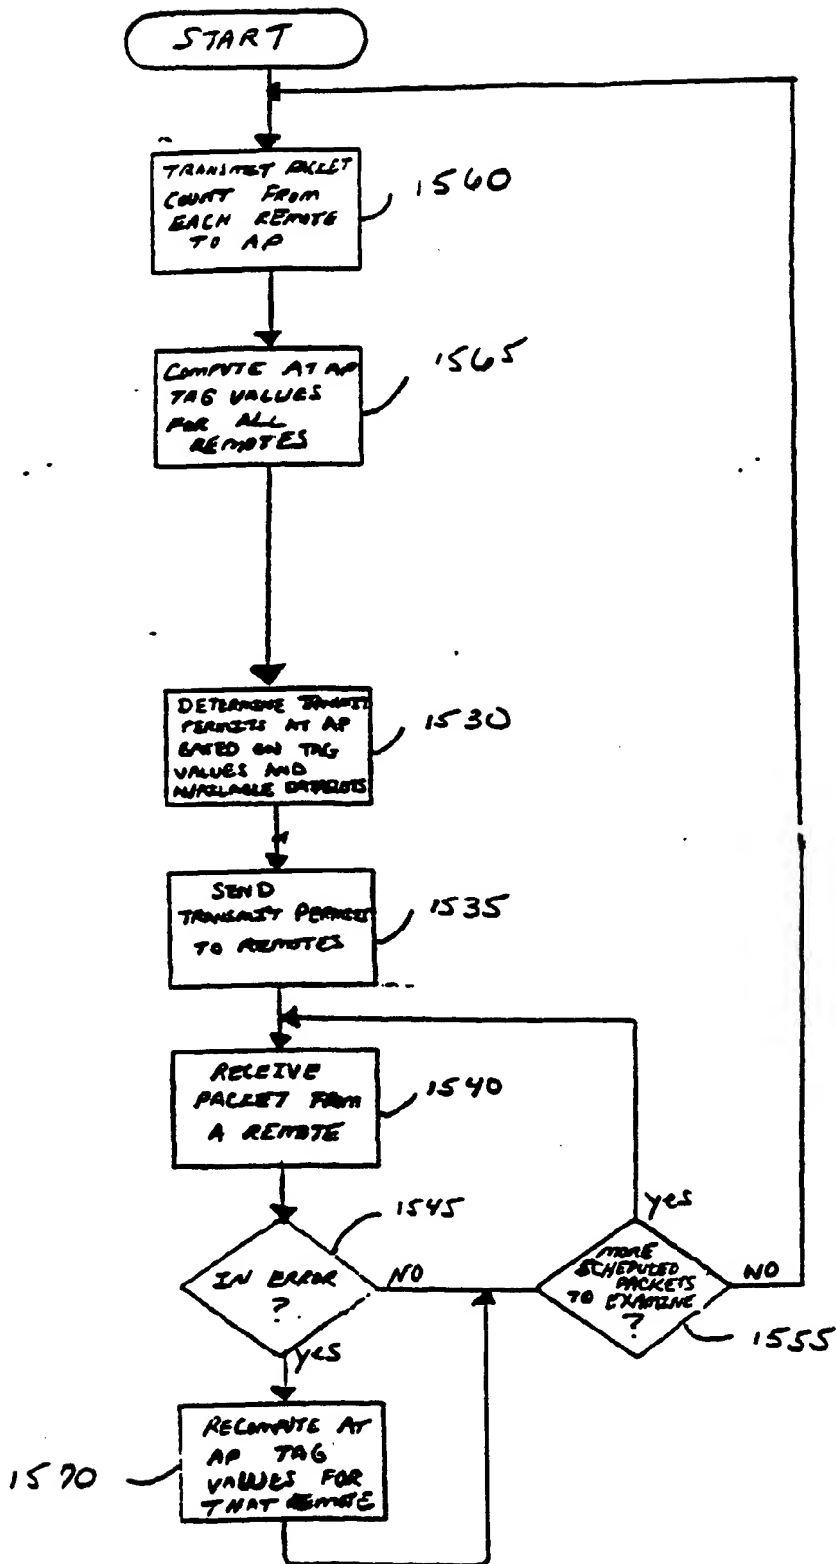 START
TRANSMIT PACKET
COUNT FROM
EACH REMOTE
TO AP
1560
COMPUTE AT AP
TAG VALUES
FOR ALL
REMOTES
1565
DETERMINE TRANSMIT
PERMITS AT AP
BASED ON TAG
VALUES AND
AVAILABLE DATASLOTS
1530
SEND
TRANSMIT PERMITS
TO REMOTES
1535
RECEIVE
PACKET FROM
A REMOTE
1540
IN ERROR
?
1545
NO
yes
MORE
SCHEDULED
PACKETS
TO EXAMINE
?
yes
NO
1555
RECOMPUTE AT
AP TAG
VALUES FOR
THAT REMOTE
1570